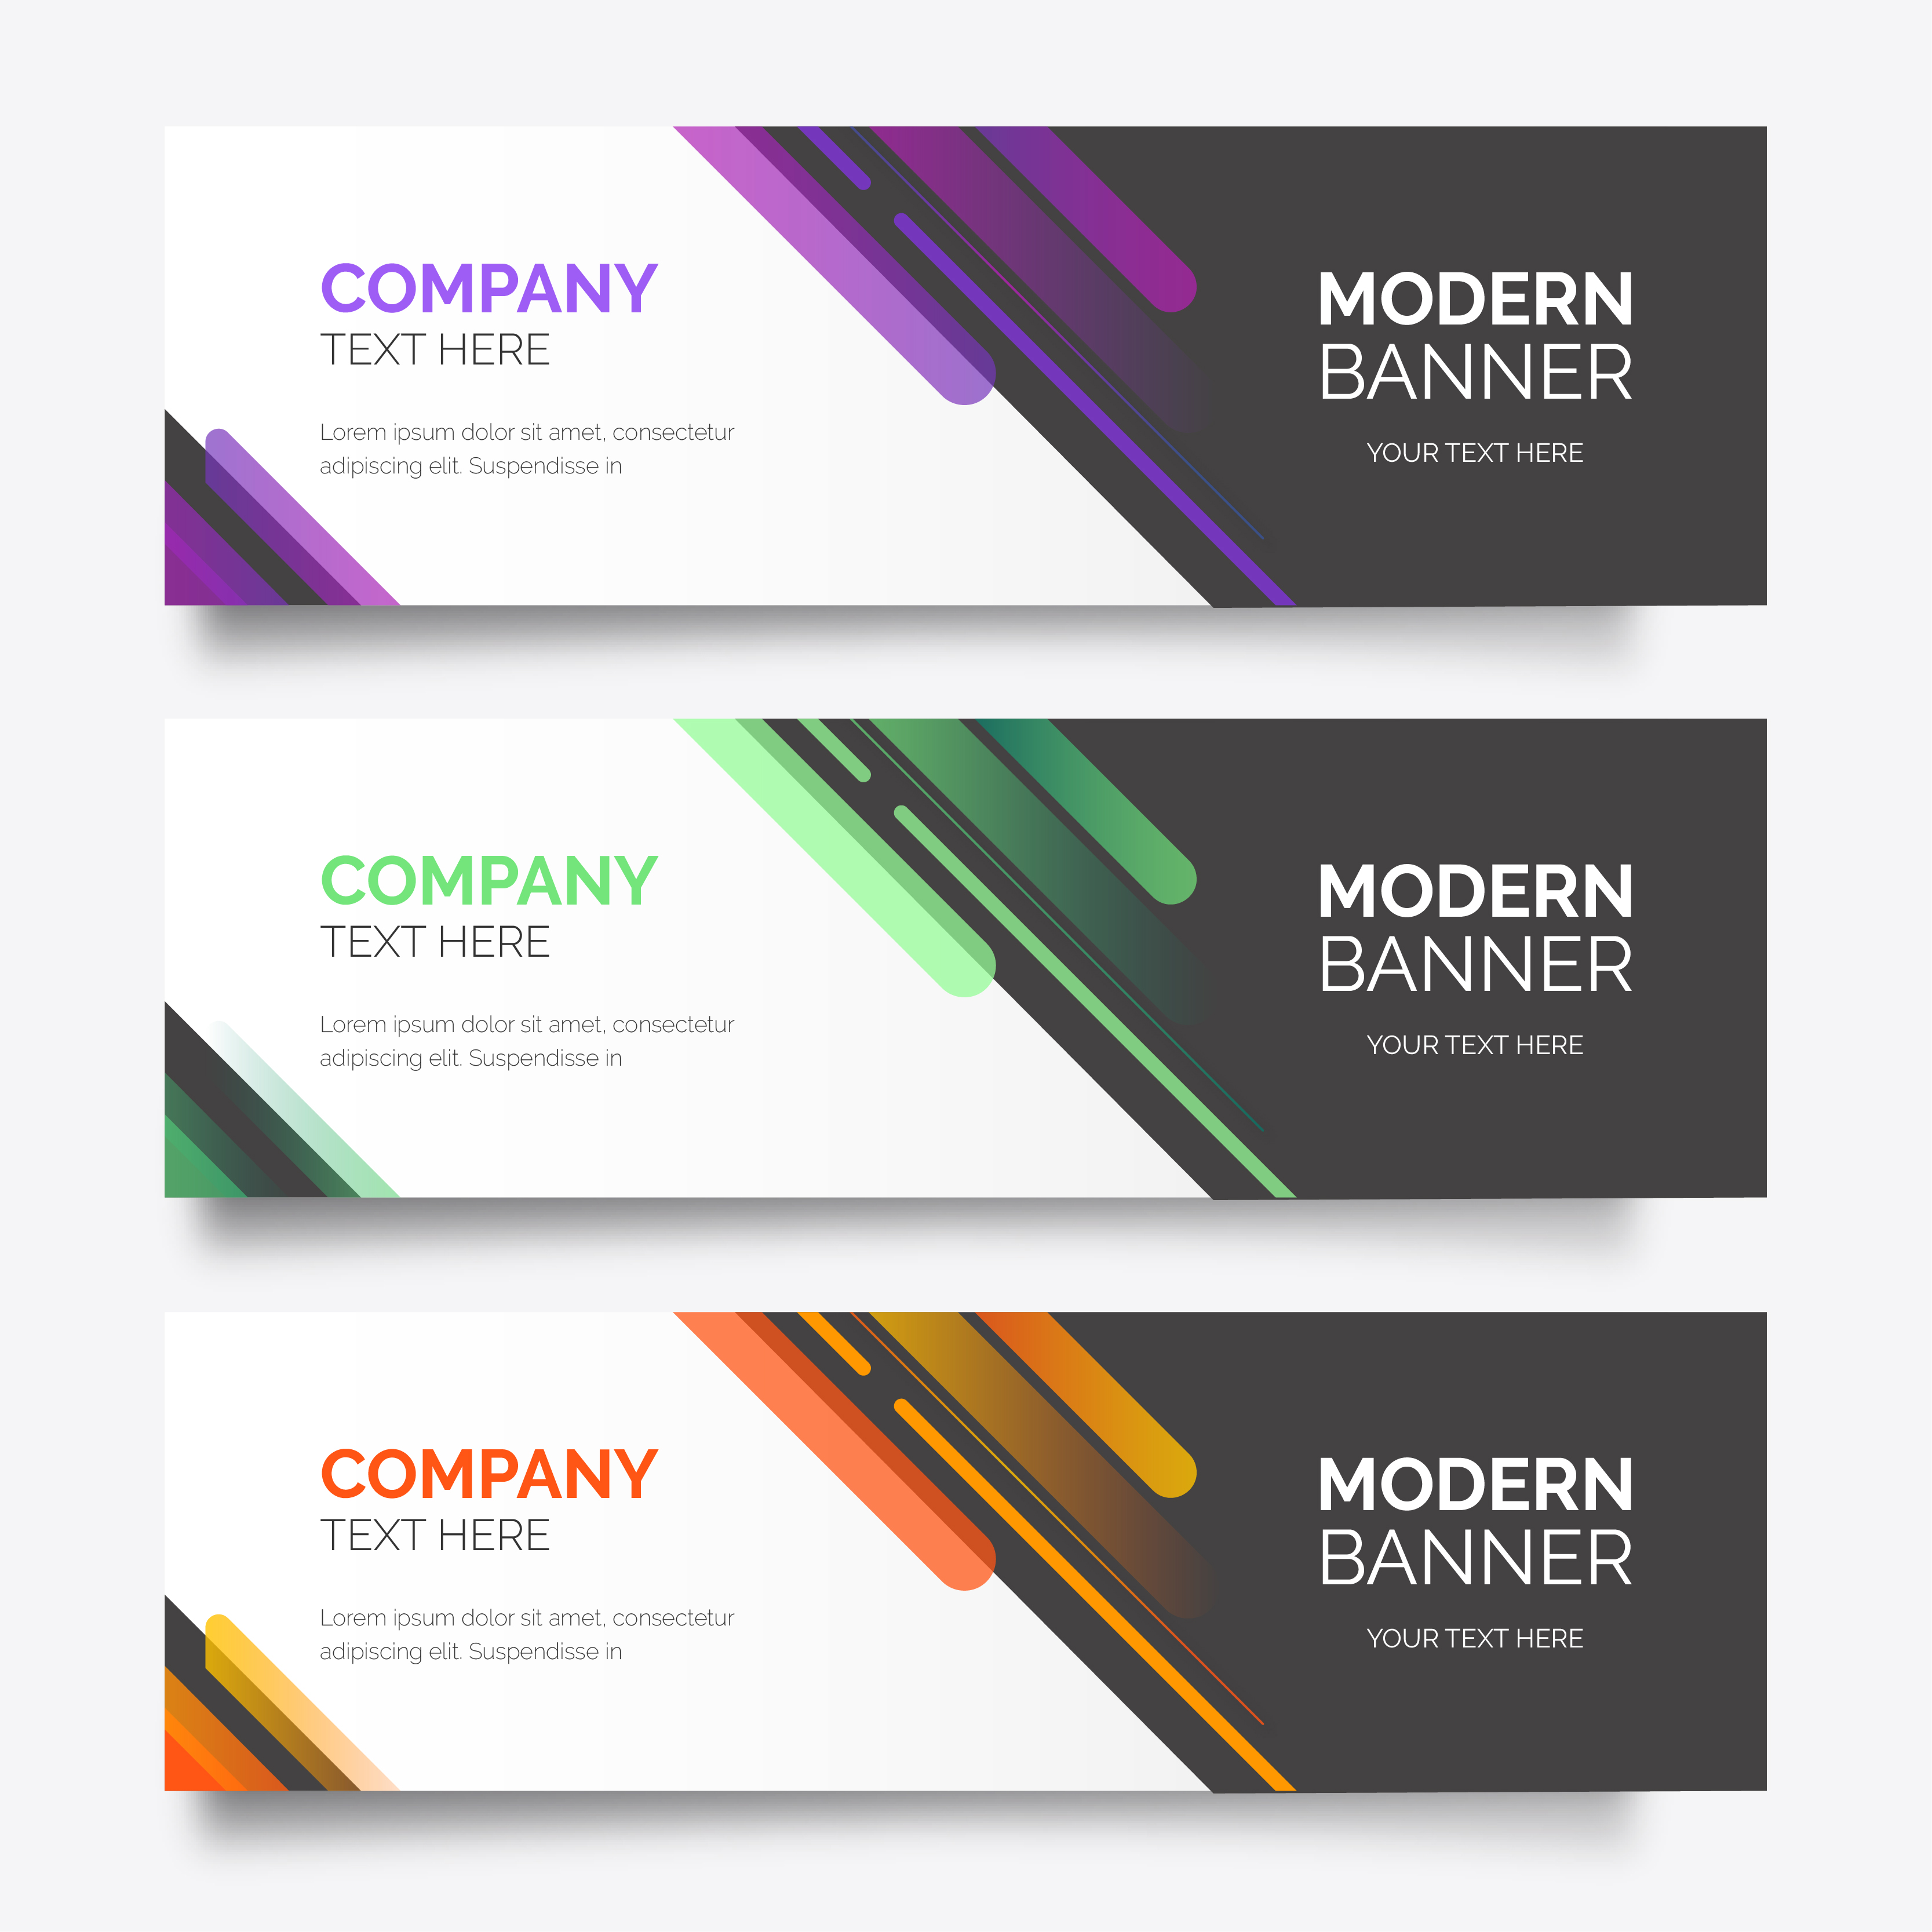 COMPANY
TEXT HERE
Lorem ipsum dolor sit amet, consectetur
adipiscing elit. Suspendisse in
MODERN
BANNER
YOUR TEXT HERE
COMPANY
TEXT HERE
Lorem ipsum dolor sit amet, consectetur
adipiscing elit. Suspendisse in
MODERN
BANNER
YOUR TEXT HERE
COMPANY
TEXT HERE
Lorem ipsum dolor sit amet, consectetur
adipiscing elit. Suspendisse in
MODERN
BANNER
YOUR TEXT HERE